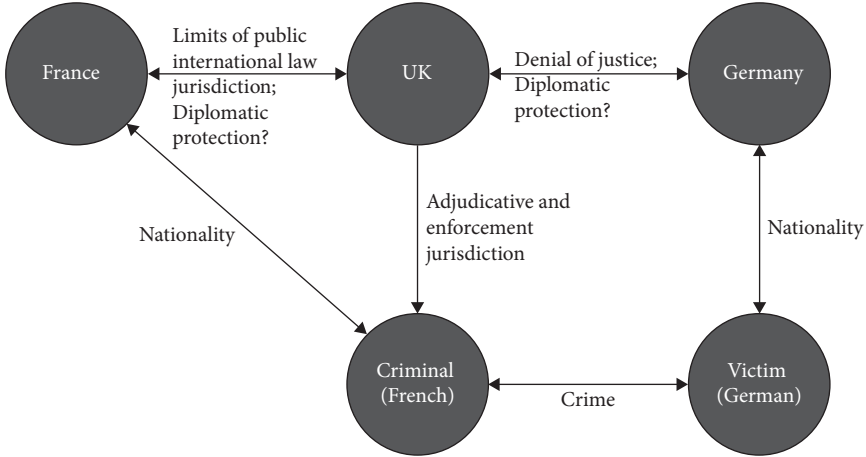 France
Limits of public
international law
jurisdiction;
Diplomatic
protection?
UK
Denial of justice;
Diplomatic
protection?
Germany
Nationality
Adjudicative and
enforcement
jurisdiction
Nationality
Criminal
(French)
Crime
Victim
(German)